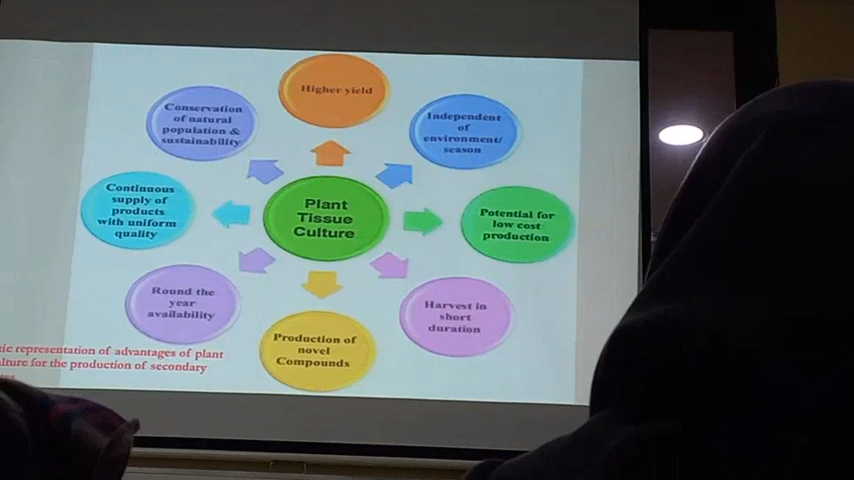 Higher yield
Conservation
of natural
population &
sustainability
Independent
of
environment/
season
Continuous
supply of
products
with uniform
quality
Plant
Tissue
Culture
Potential for
low cost
production
Round the
year
availability
Harvest in
short
duration
Production of
novel
Compounds
representation of advantages of plant
for the production of secondary